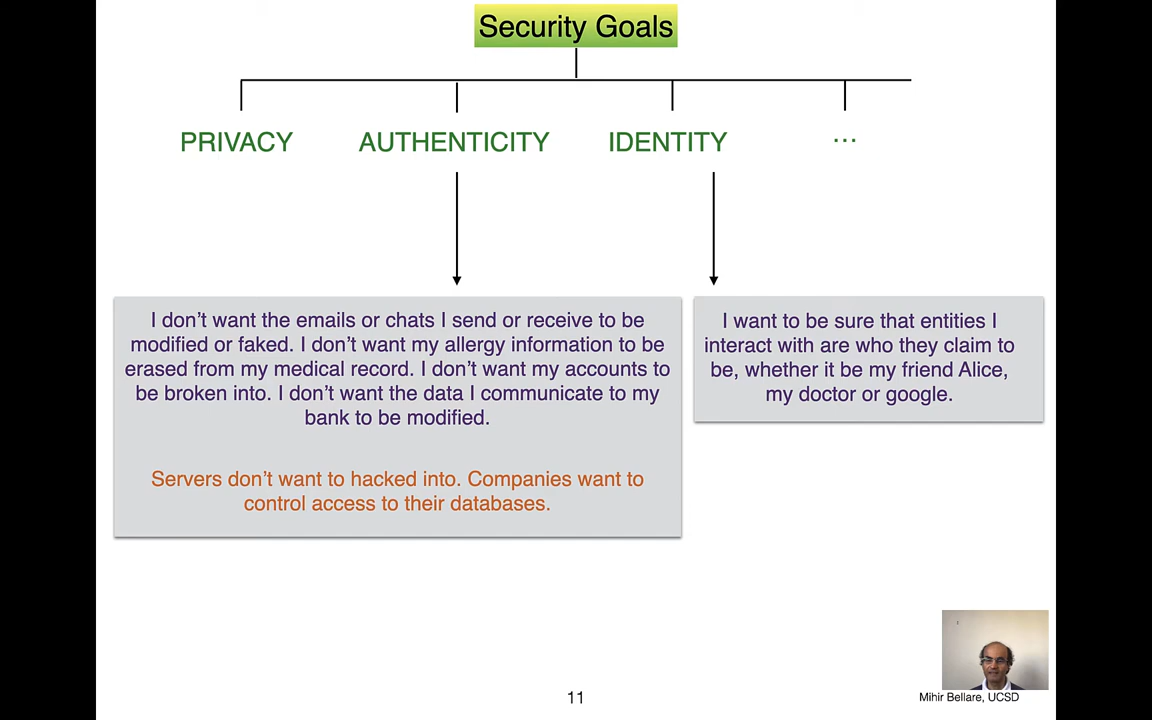 Security Goals
PRIVACY
AUTHENTICITY
IDENTITY
...
I don't want the emails or chats I send or receive to be
modified or faked. I don't want my allergy information to be
erased from my medical record. I don't want my accounts to
be broken into. I don't want the data I communicate to my
bank to be modified.
Servers don't want to hacked into. Companies want to
control access to their databases.
I want to be sure that entities I
interact with are who they claim to
be, whether it be my friend Alice,
my doctor or google.
11
Mihir Bellare, UCSD